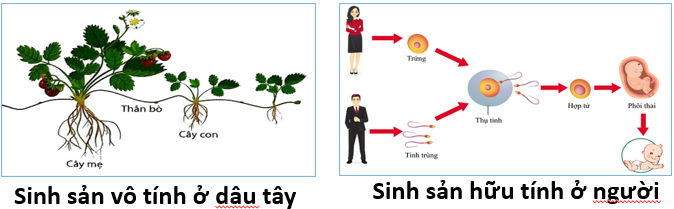 Thân bò
Cây con
Cây mẹ
Sinh sản vô tính ở dâu tây
Trứng
Thụ tinh
Hợp tử
Phôi thai
Tinh trùng
Sinh sản hữu tính ở người